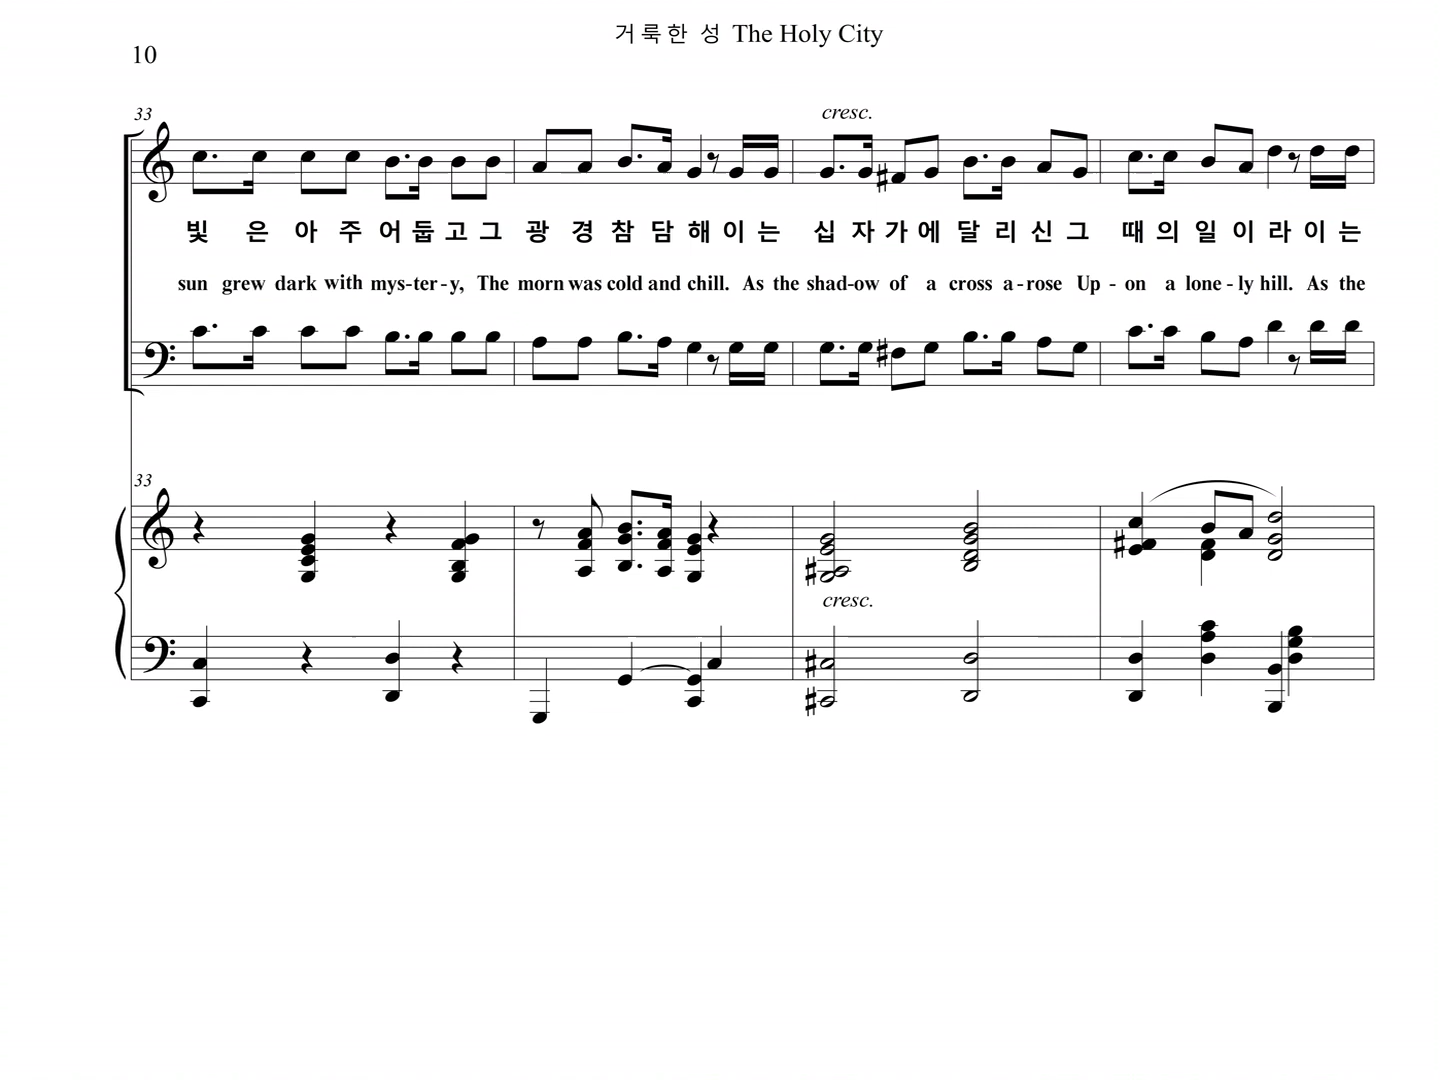 거룩한 성 The Holy City
10
33
cresc.
빛 은 아 주 어 둡 고 그 광 경 참 담 해 이 는 십 자 가 에 달 리 신 그 때 의 일 이 라 이 는
sun grew dark with mys-ter-y, The morn was cold and chill. As the shad-ow of a cross a-rose Up-on a lone-ly hill. As the
33
cresc.